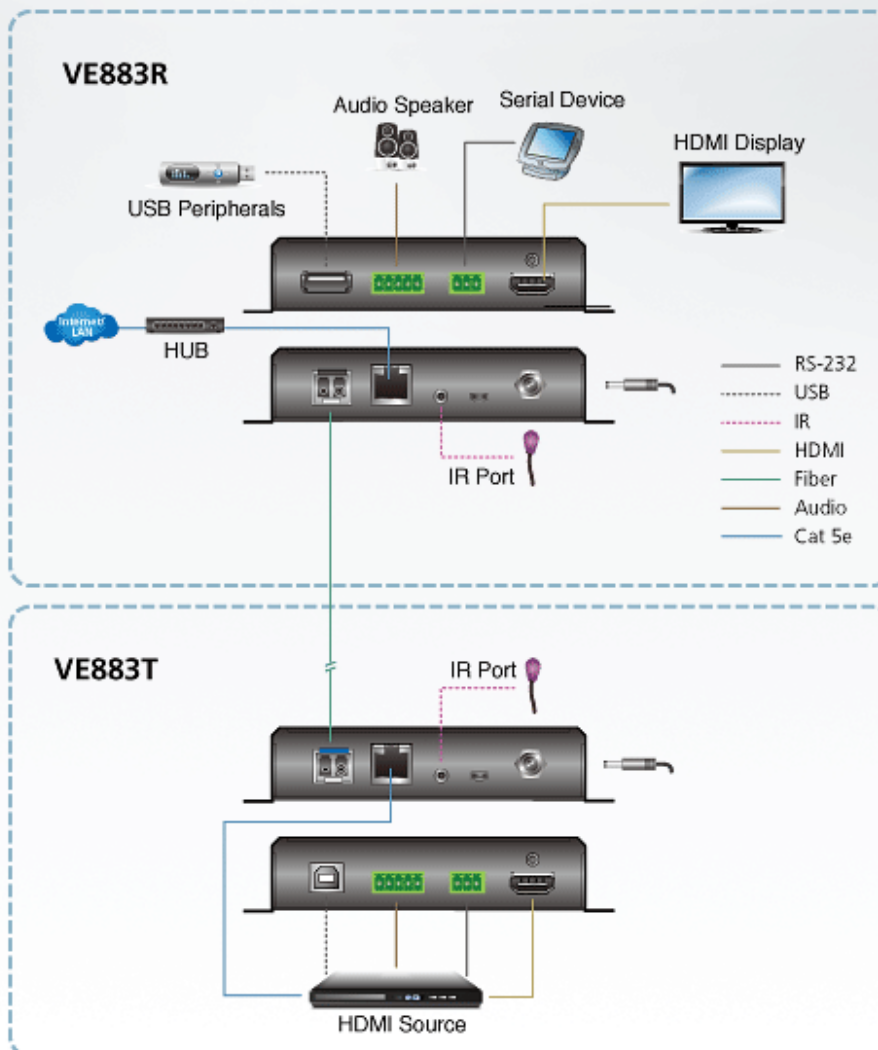 VE883R
Audio Speaker
Serial Device
HDMI Display
USB Peripherals
Internet/
LAN
HUB
IR Port
RS-232
USB
IR
HDMI
Fiber
Audio
Cat 5e
VE883T
IR Port
HDMI Source